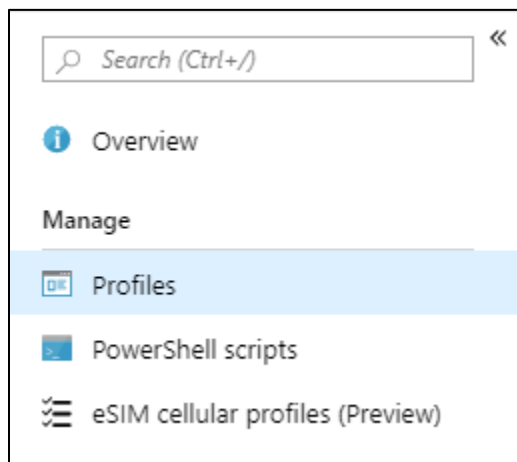 Search (Ctrl+/)
Overview
Manage
Profiles
PowerShell scripts
eSIM cellular profiles (Preview)